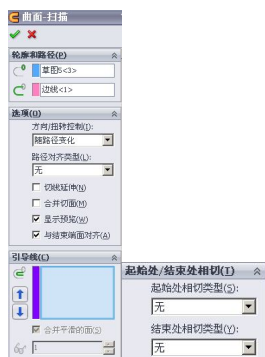 曲面-扫描
轮廓和路径(P)
草图5<3>
边线<1>
选项(O)
方向/扭转控制(I):
随路径变化
路径对齐类型(L):
无
切线延伸(N)
合并切面(M)
显示预览(W)
与结束端面对齐(A)
引导线(C)
合并平滑的面(S)
1
起始处/结束处相切(T)
起始处相切类型(S):
无
结束处相切类型(Y):
无